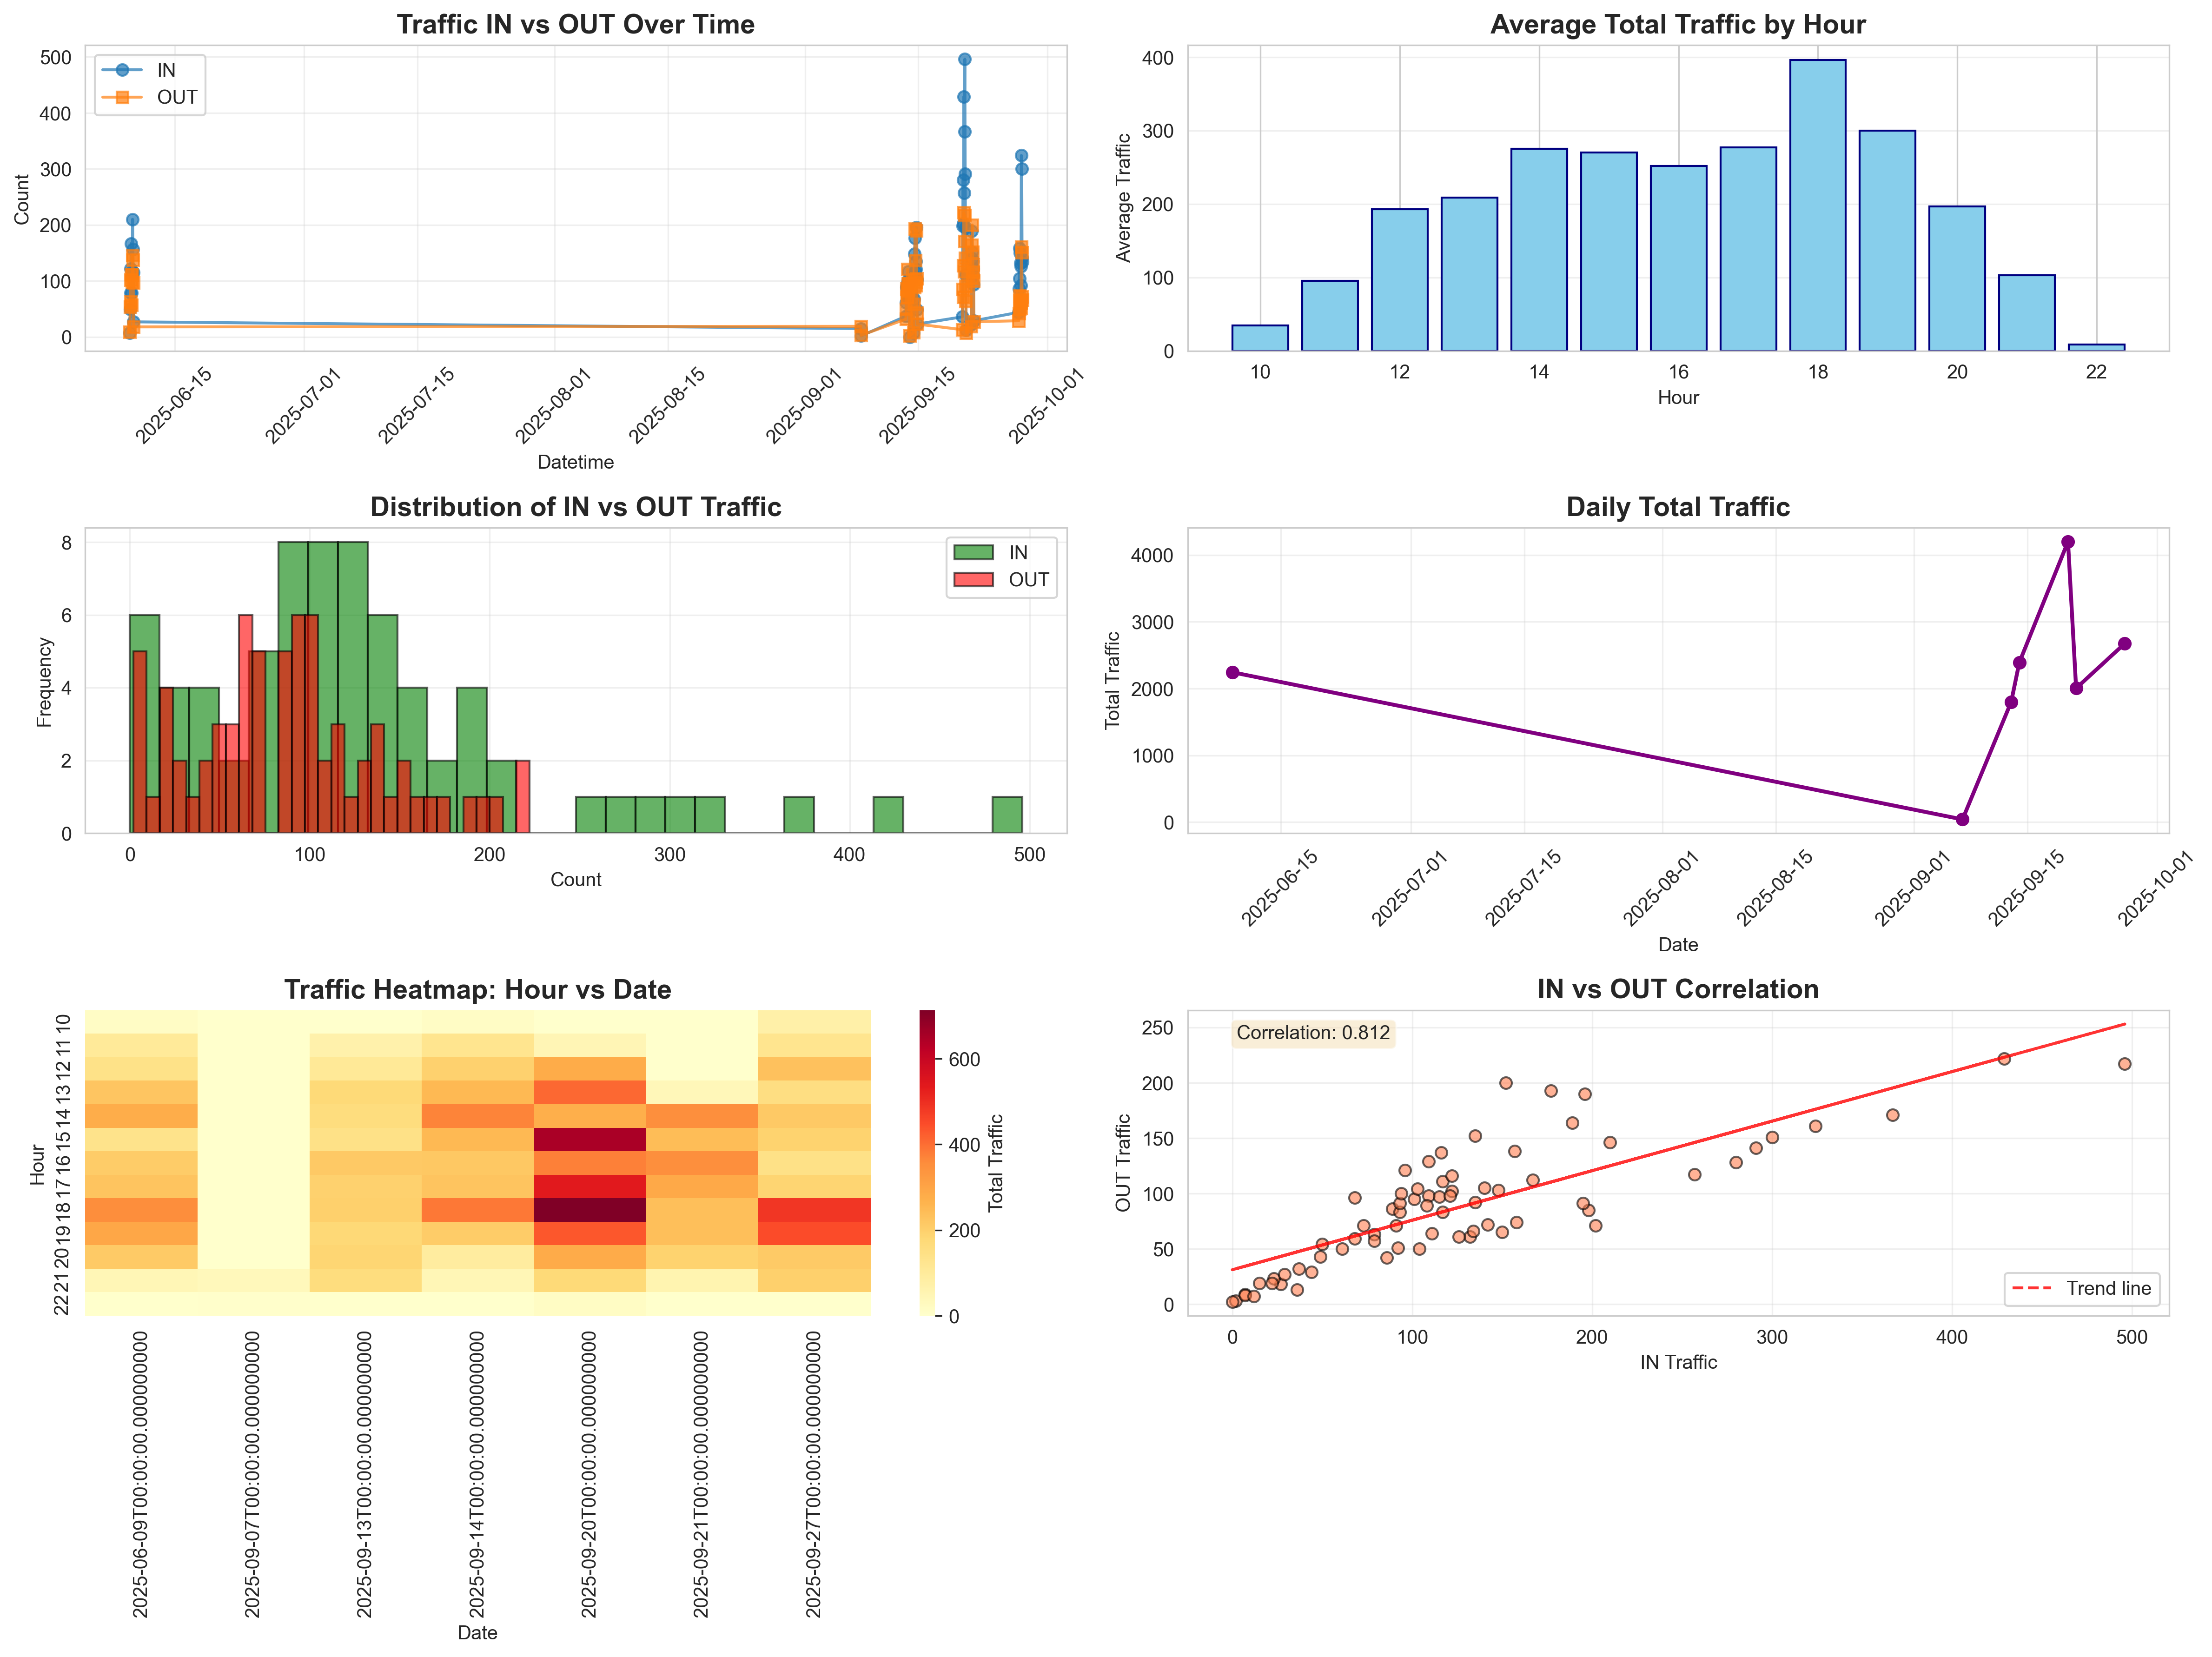 Traffic IN vs OUT Over Time
IN
OUT
500
400
300
200
100
0
Count
2025-06-15
2025-07-01
2025-07-15
2025-08-01
2025-08-15
2025-09-01
2025-09-15
2025-10-01
Datetime
Average Total Traffic by Hour
400
300
200
100
0
Average Traffic
10
12
14
16
18
20
22
Hour
Distribution of IN vs OUT Traffic
IN
OUT
8
6
4
2
0
Frequency
0
100
200
300
400
500
Count
Daily Total Traffic
4000
3000
2000
1000
0
Total Traffic
2025-06-15
2025-07-01
2025-07-15
2025-08-01
2025-08-15
2025-09-01
2025-09-15
2025-10-01
Date
Traffic Heatmap: Hour vs Date
10
11
12
13
14
15
16
17
18
19
20
21
22
Hour
2025-06-09T00:00:00.000000000
2025-09-07T00:00:00.000000000
2025-09-13T00:00:00.000000000
2025-09-14T00:00:00.000000000
2025-09-20T00:00:00.000000000
2025-09-21T00:00:00.000000000
2025-09-27T00:00:00.000000000
Date
600
400
200
0
Total Traffic
IN vs OUT Correlation
Correlation: 0.812
250
200
150
100
50
0
OUT Traffic
Trend line
0
100
200
300
400
500
IN Traffic